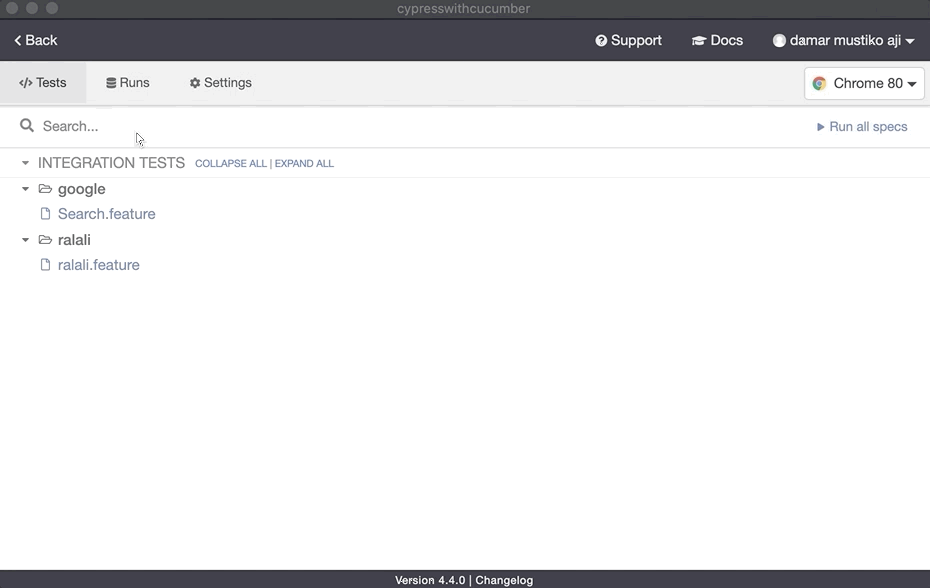 cypresswithcucumber
Back Support Docs damar mustiko aji
</> Tests Runs Settings Chrome 80
Search... Run all specs
INTEGRATION TESTS COLLAPSE ALL | EXPAND ALL
google
Search.feature
ralali
ralali.feature
Version 4.4.0 | Changelog